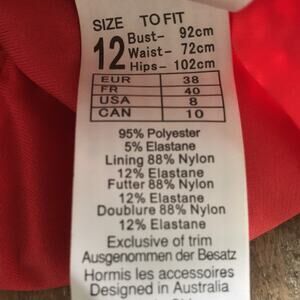 SIZE TO FIT
12 Bust- 92cm
Waist- 72cm
Hips- 102cm
EUR 38
FR 40
USA 8
CAN 10
95% Polyester
5% Elastane
Lining 88% Nylon
12% Elastane
Futter 88% Nylon
12% Elastane
Doublure 88% Nylon
12% Elastane
Exclusive of trim
Ausgenommen der Besatz
Hormis les accessoires
Designed in Australia